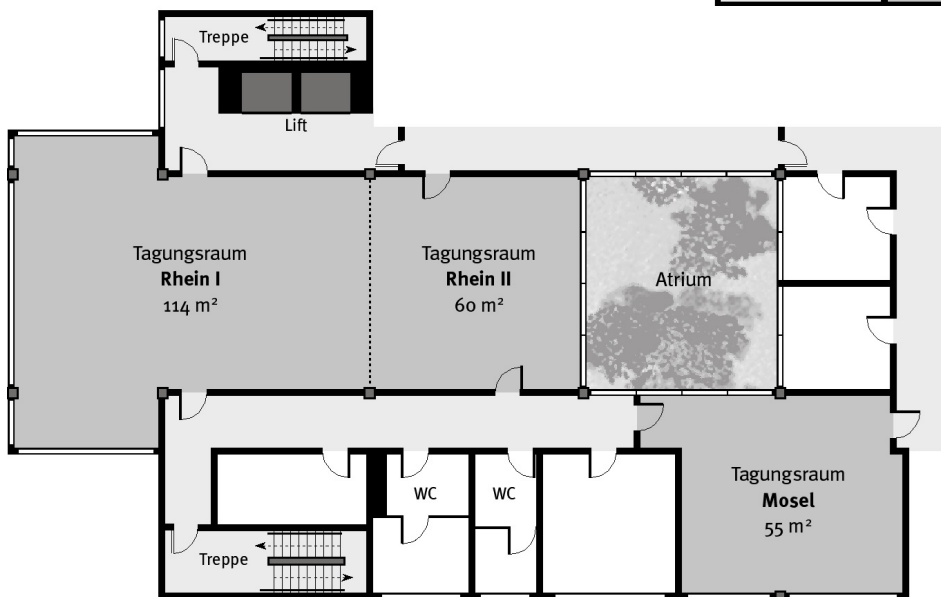 Treppe
Lift
Tagungsraum
Rhein I
114 m²
Tagungsraum
Rhein II
60 m²
Atrium
Tagungsraum
Mosel
55 m²
WC
WC
Treppe